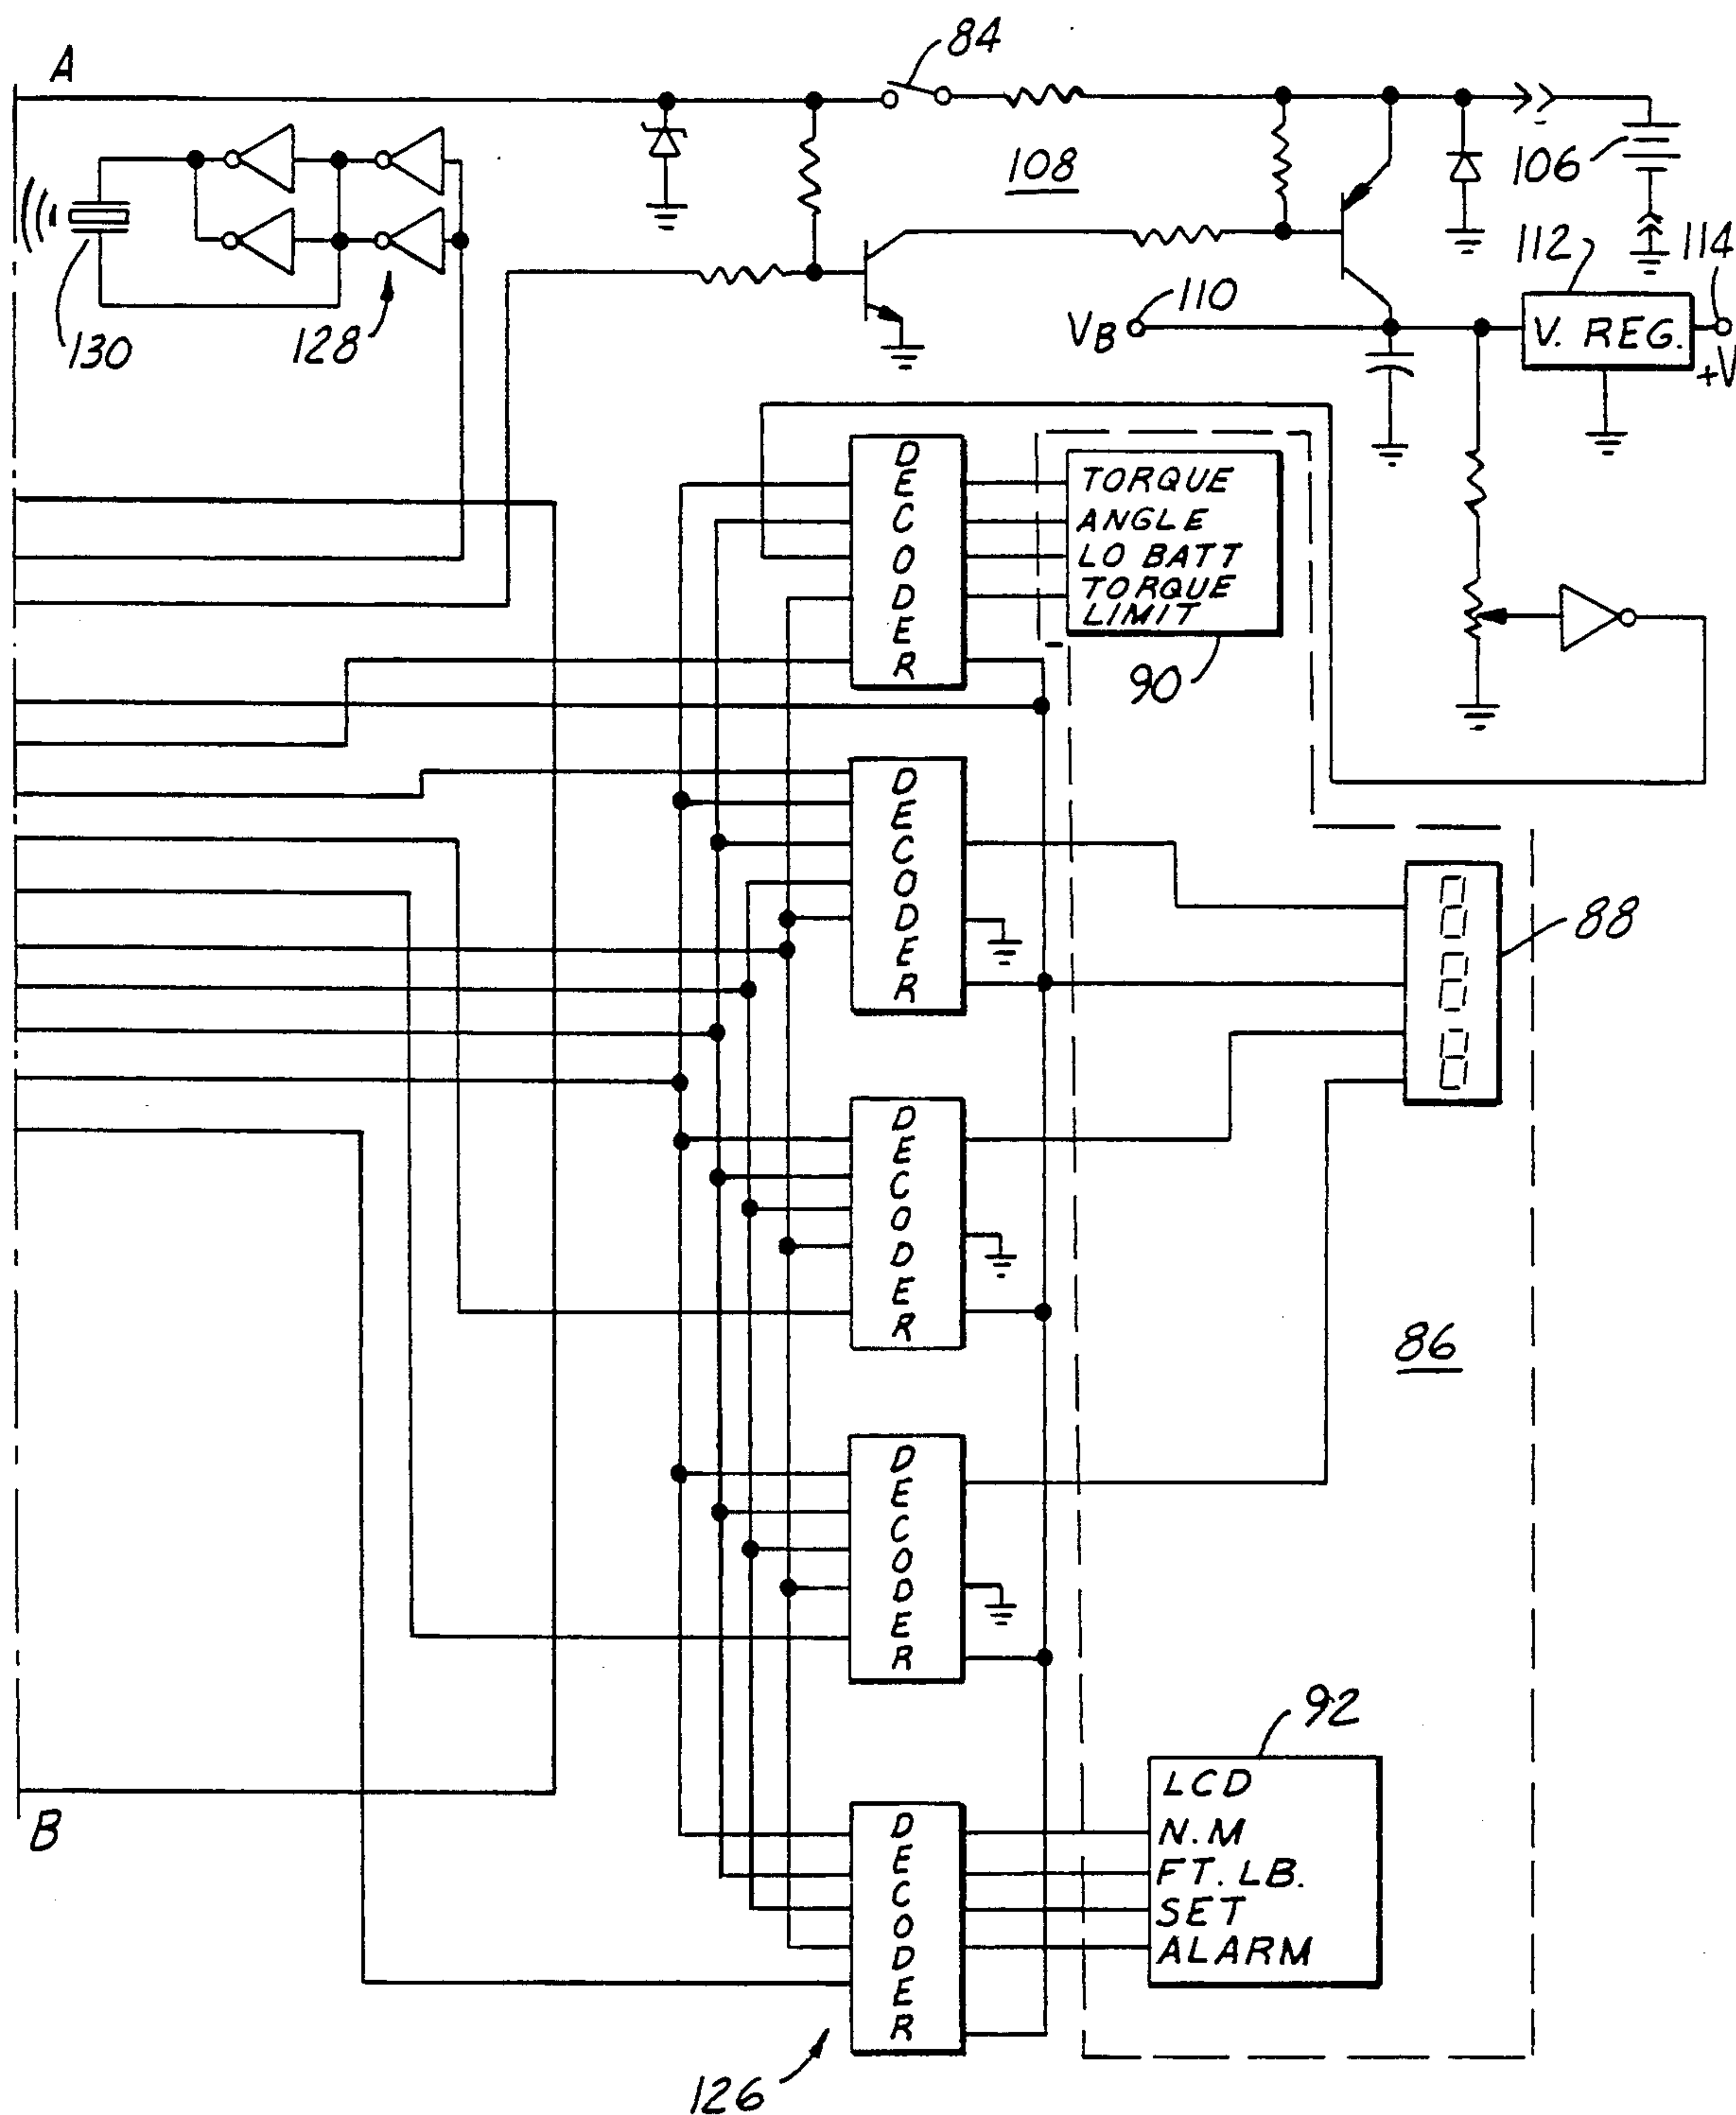 A
84
108
106
112
114
VB
110
V. REG.
+V
130
128
DECODER
TORQUE
ANGLE
LO BATT
TORQUE
LIMIT
90
DECODER
88
DECODER
86
DECODER
92
B
DECODER
LCD
N.M
FT. LB.
SET
ALARM
126